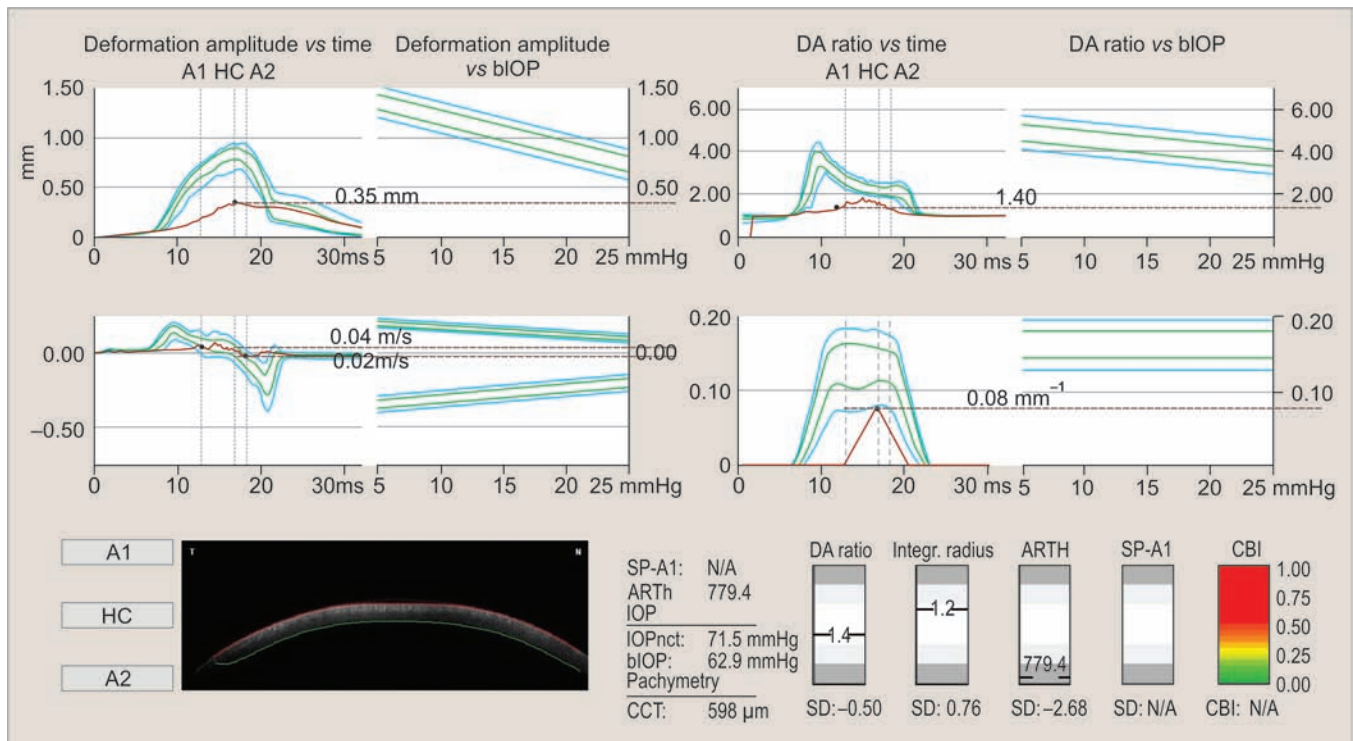 Deformation amplitude vs time
A1 HC A2
Deformation amplitude
vs bIOP
DA ratio vs time
A1 HC A2
DA ratio vs bIOP
mm
1.50
1.00
0.50
0
0.35 mm
1.50
1.00
0.50
0.00
0 10 20 30ms 5 10 15 20 25 mmHg
6.00
4.00
2.00
0
1.40
6.00
4.00
2.00
0 10 20 30 ms 5 10 15 20 25 mmHg
0.00
−0.50
0.04 m/s
0.02m/s
0.00
0 10 20 30ms 5 10 15 20 25 mmHg
0.20
0.10
0
0.08 mm⁻¹
0.20
0.10
0 10 20 30 ms 5 10 15 20 25 mmHg
A1
HC
A2
T N
SP-A1: N/A
ARTh 779.4
IOP
IOPnct: 71.5 mmHg
bIOP: 62.9 mmHg
Pachymetry
CCT: 598 µm
DA ratio
1.4
SD:−0.50
Integr. radius
1.2
SD: 0.76
ARTH
779.4
SD:−2.68
SP-A1
SD: N/A
CBI
1.00
0.75
0.50
0.25
0.00
CBI: N/A